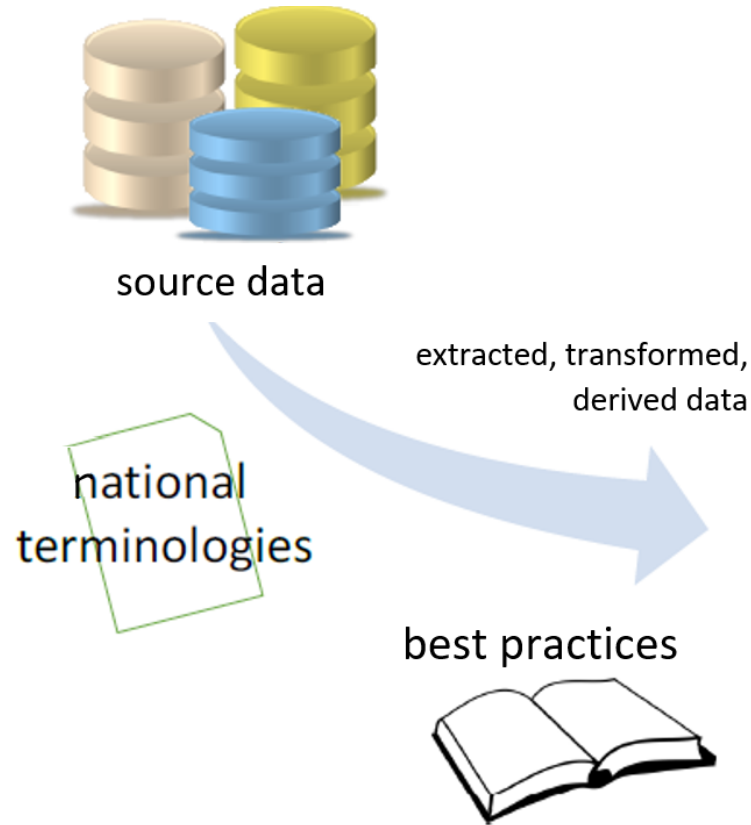 source data
extracted, transformed,
derived data
national
terminologies
best practices